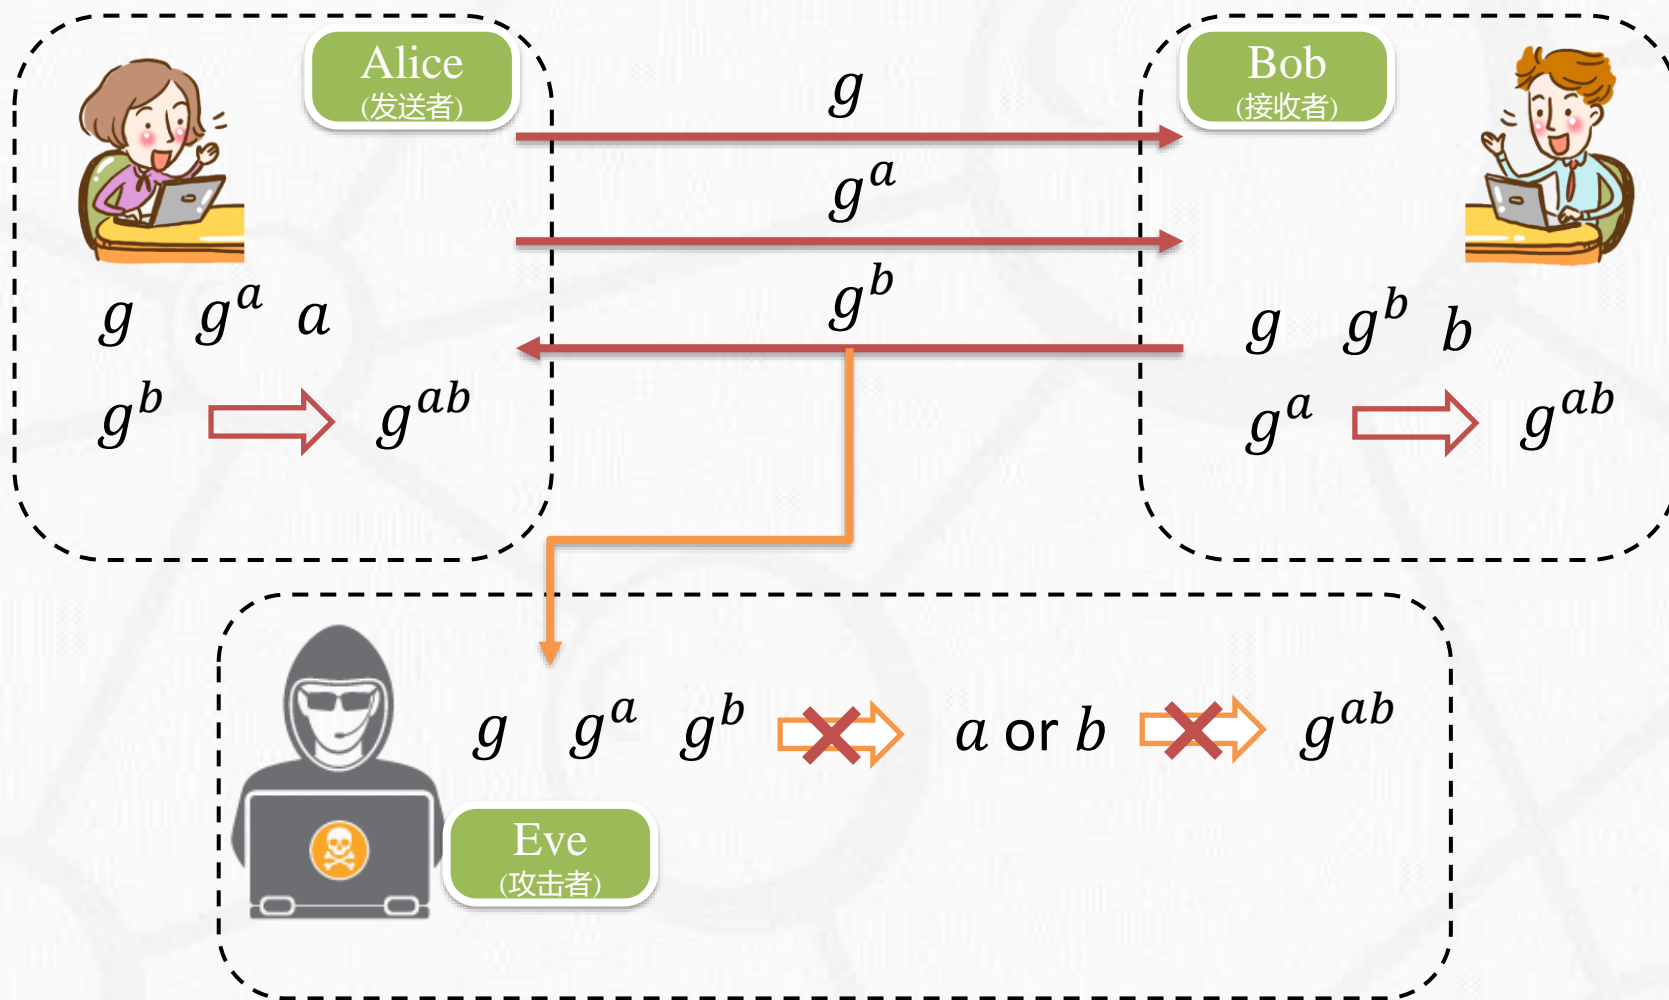 Alice
(发送者)
Bob
(接收者)
g
g^a
g^b
g g^a a
g^b g^ab
g g^b b
g^a g^ab
g g^a g^b a or b g^ab
Eve
(攻击者)